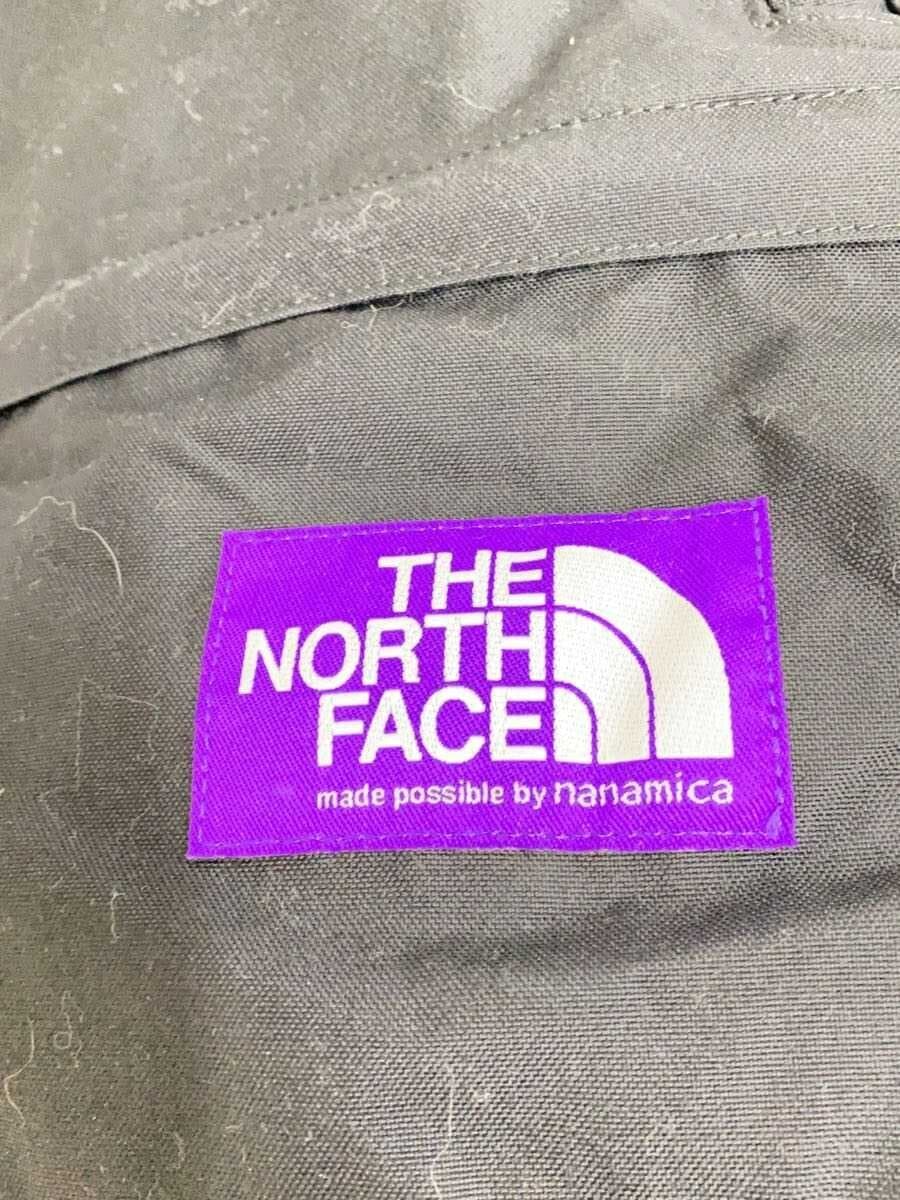 THE
NORTH
FACE
made possible by nanamica